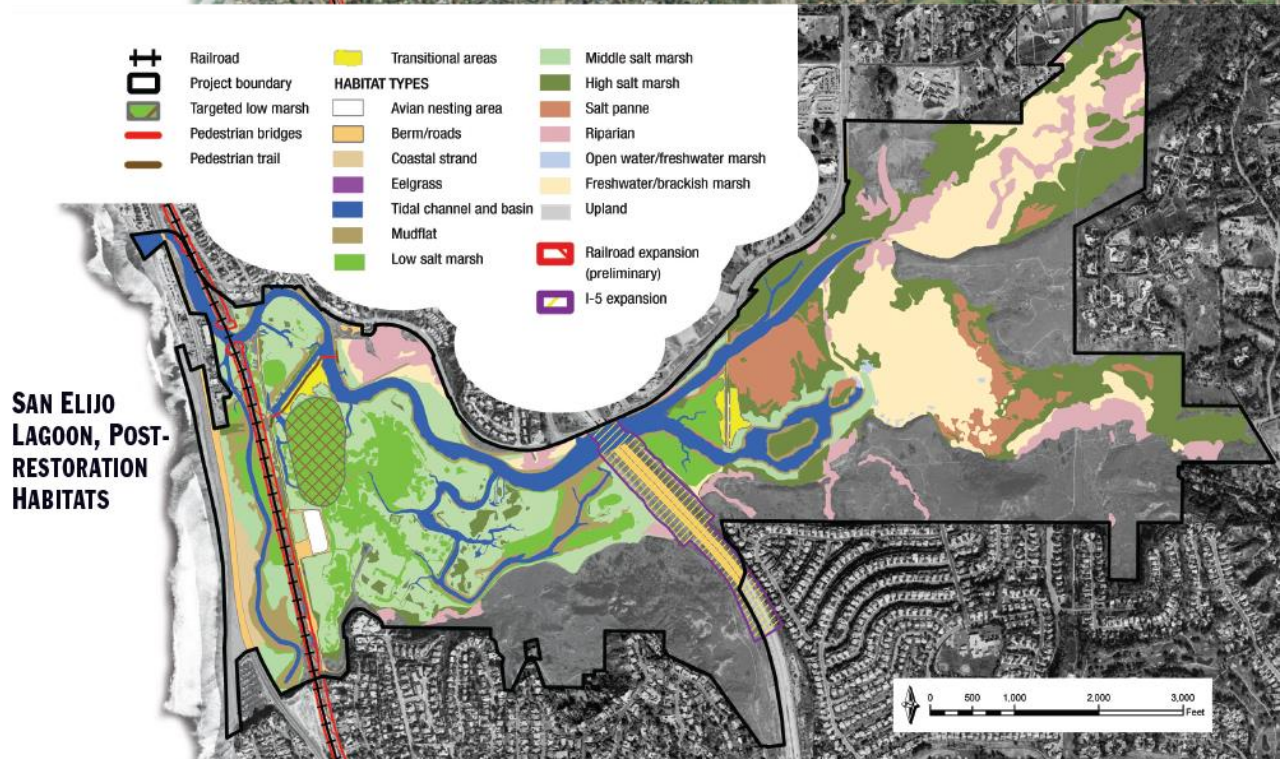 Railroad
Project boundary
Targeted low marsh
Pedestrian bridges
Pedestrian trail
Transitional areas
HABITAT TYPES
Avian nesting area
Berm/roads
Coastal strand
Eelgrass
Tidal channel and basin
Mudflat
Low salt marsh
Middle salt marsh
High salt marsh
Salt panne
Riparian
Open water/freshwater marsh
Freshwater/brackish marsh
Upland
Railroad expansion
(preliminary)
I-5 expansion
SAN ELIJO
LAGOON, POST-
RESTORATION
HABITATS
0 500 1,000 2,000 3,000
Feet